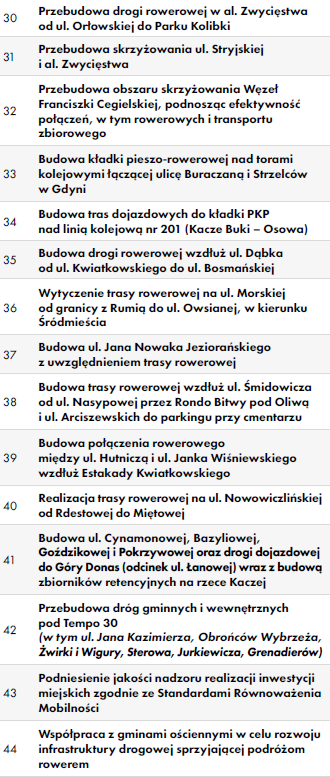 30 Przebudowa drogi rowerowej w al. Zwycięstwa
od ul. Orłowskiej do Parku Kolibki
31 Przebudowa skrzyżowania ul. Stryjskiej
i al. Zwycięstwa
32 Przebudowa obszaru skrzyżowania Węzeł
Franciszki Cegielskiej, podnosząc efektywność
połączeń, w tym rowerowych i transportu
zbiorowego
33 Budowa kładki pieszo-rowerowej nad torami
kolejowymi łączącej ulicę Buraczaną i Strzelców
w Gdyni
34 Budowa tras dojazdowych do kładki PKP
nad linią kolejową nr 201 (Kacze Buki – Osowa)
35 Budowa drogi rowerowej wzdłuż ul. Dąbka
od ul. Kwiatkowskiego do ul. Bosmańskiej
36 Wytyczenie trasy rowerowej na ul. Morskiej
od granicy z Rumią do ul. Owsianej, w kierunku
Śródmieścia
37 Budowa ul. Jana Nowaka Jeziorańskiego
z uwzględnieniem trasy rowerowej
38 Budowa trasy rowerowej wzdłuż ul. Śmidowicza
od ul. Nasypowej przez Rondo Bitwy pod Oliwą
i ul. Arciszewskich do parkingu przy cmentarzu
39 Budowa połączenia rowerowego
między ul. Hutniczą i ul. Janka Wiśniewskiego
wzdłuż Estakady Kwiatkowskiego
40 Realizacja trasy rowerowej na ul. Nowowiczlińskiej
od Rdestowej do Miętowej
41 Budowa ul. Cynamonowej, Bazyliowej,
Goździkowej i Pokrzywowej oraz drogi dojazdowej
do Góry Donas (odcinek ul. Łanowej) wraz z budową
zbiorników retencyjnych na rzece Kaczej
42 Przebudowa dróg gminnych i wewnętrznych
pod Tempo 30
(w tym ul. Jana Kazimierza, Obrońców Wybrzeża,
Żwirki i Wigury, Sterowa, Jurkiewicza, Grenadierów)
43 Podniesienie jakości nadzoru realizacji inwestycji
miejskich zgodnie ze Standardami Równoważenia
Mobilności
44 Współpraca z gminami ościennymi w celu rozwoju
infrastruktury drogowej sprzyjającej podróżom
rowerem